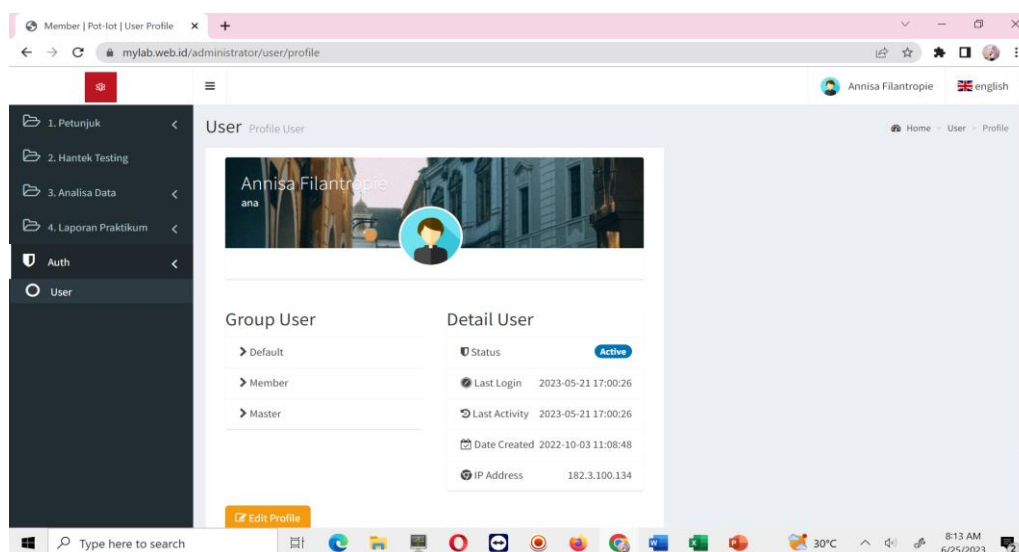 Member | Pot-Iot | User Profile
mylab.web.id/administrator/user/profile
Annisa Filantropie
english
1. Petunjuk
2. Hantek Testing
3. Analisa Data
4. Laporan Praktikum
Auth
User
User Profile User
Home > User > Profile
Annisa Filantropie
ana
Group User
Default
Member
Master
Detail User
Status Active
Last Login 2023-05-21 17:00:26
Last Activity 2023-05-21 17:00:26
Date Created 2022-10-03 11:08:48
IP Address 182.3.100.134
Edit Profile
Type here to search
30°C
8:13 AM
6/25/2023